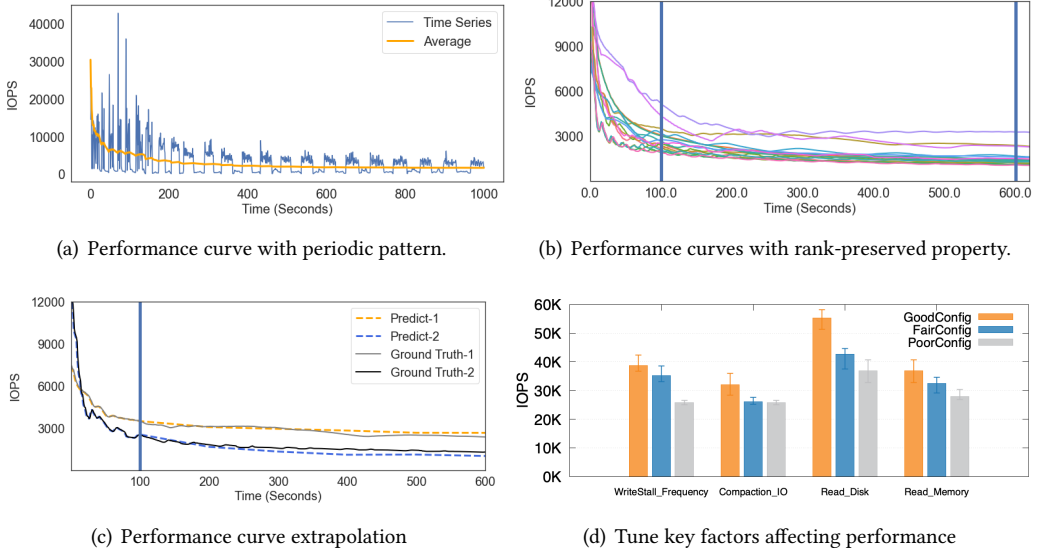 40000
30000
20000
10000
0
IOPS
Time Series
Average
0 200 400 600 800 1000
Time (Seconds)
(a) Performance curve with periodic pattern.
12000
9000
6000
3000
IOPS
0.0 100.0 200.0 300.0 400.0 500.0 600.0
Time (Seconds)
(b) Performance curves with rank-preserved property.
12000
9000
6000
3000
IOPS
Predict-1
Predict-2
Ground Truth-1
Ground Truth-2
100 200 300 400 500 600
Time (Seconds)
(c) Performance curve extrapolation
60K
50K
40K
30K
20K
10K
0K
IOPS
GoodConfig
FairConfig
PoorConfig
WriteStall_Frequency Compaction_IO Read_Disk Read_Memory
(d) Tune key factors affecting performance